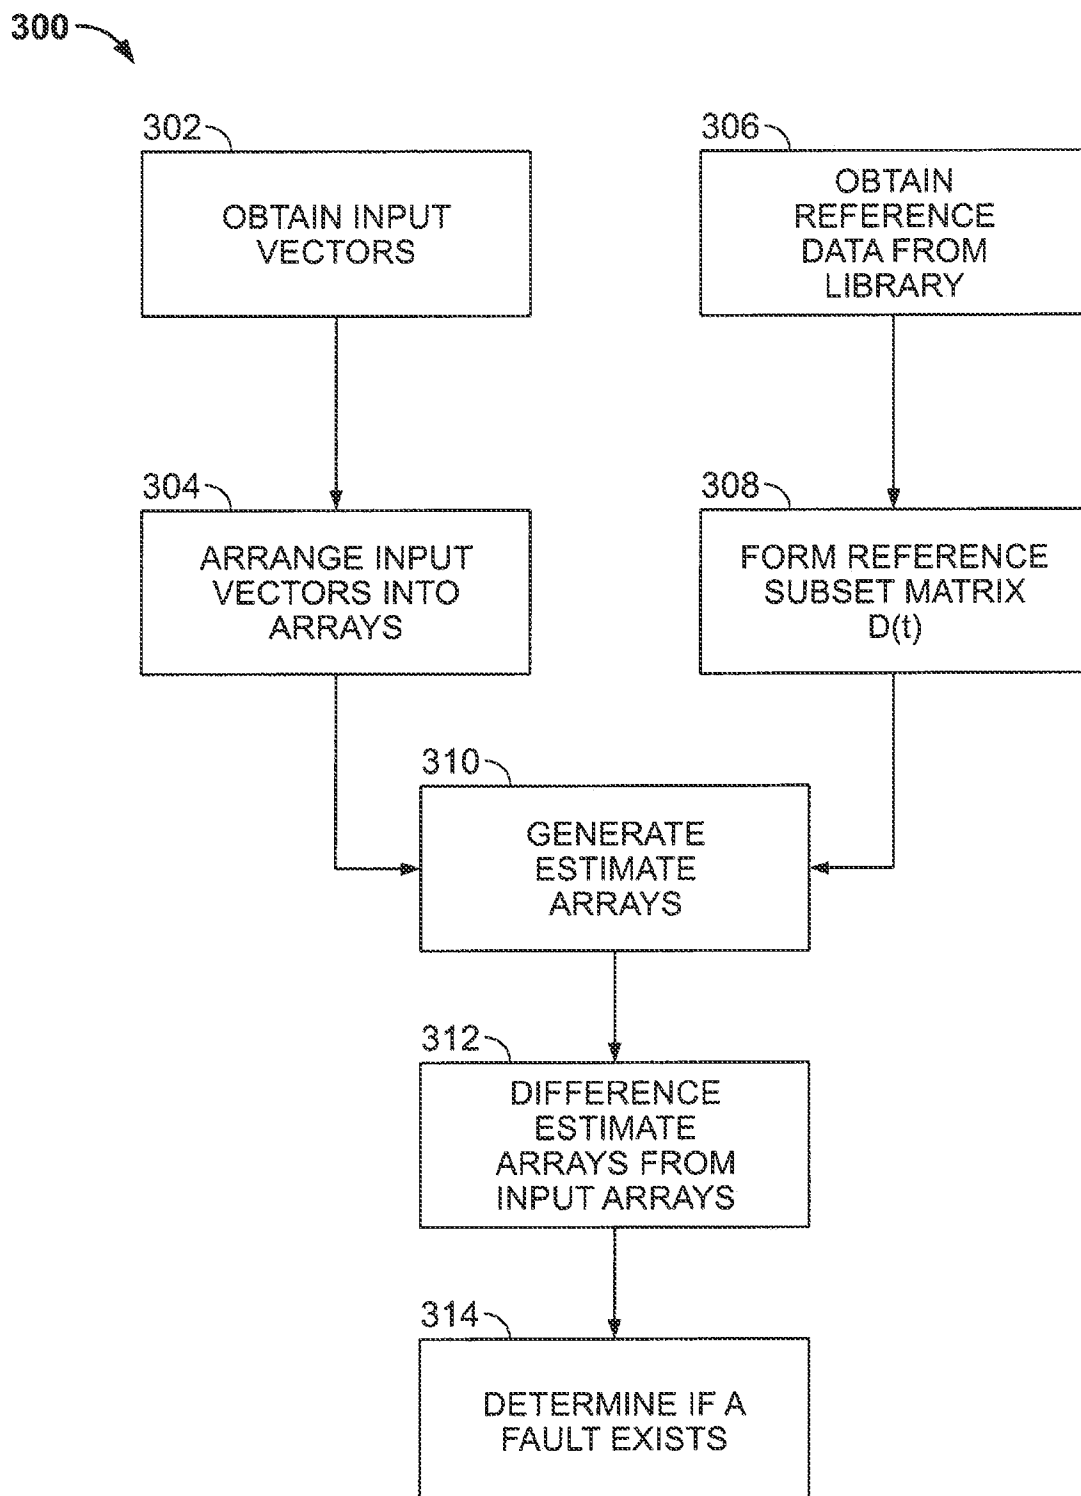 300
302
OBTAIN INPUT
VECTORS
306
OBTAIN
REFERENCE
DATA FROM
LIBRARY
304
ARRANGE INPUT
VECTORS INTO
ARRAYS
308
FORM REFERENCE
SUBSET MATRIX
D(t)
310
GENERATE
ESTIMATE
ARRAYS
312
DIFFERENCE
ESTIMATE
ARRAYS FROM
INPUT ARRAYS
314
DETERMINE IF A
FAULT EXISTS